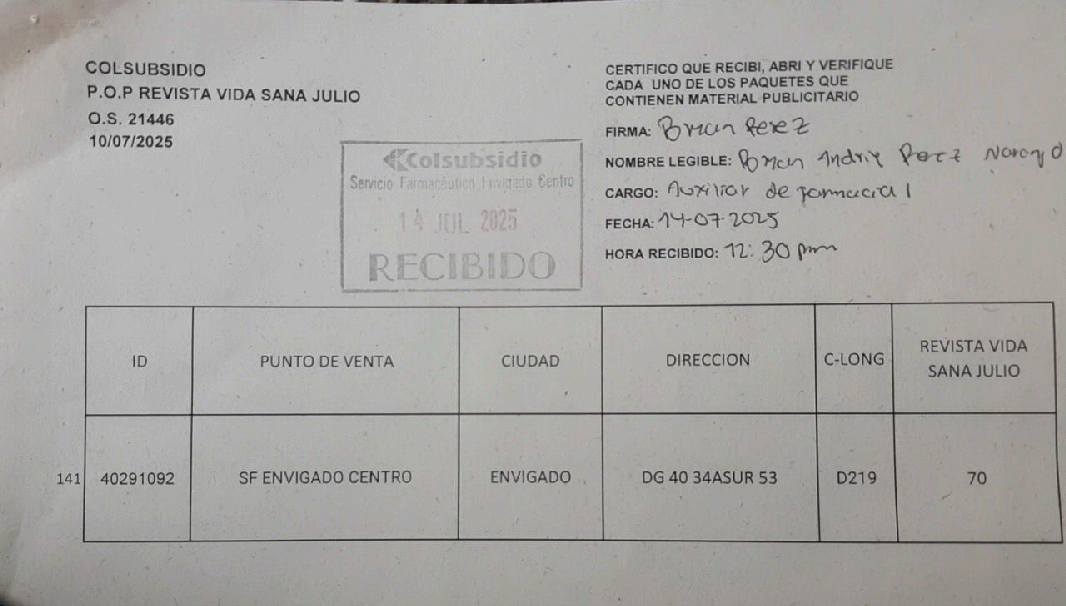 COLSUBSIDIO
P.O.P REVISTA VIDA SANA JULIO
O.S. 21446
10/07/2025
Colsubsidio
Servicio Farmacéutico Envigado Centro
14 JUL 2025
RECIBIDO
CERTIFICO QUE RECIBI, ABRI Y VERIFIQUE
CADA UNO DE LOS PAQUETES QUE
CONTIENEN MATERIAL PUBLICITARIO
FIRMA: Brian Perez
NOMBRE LEGIBLE: Brian Perez Naranjo
CARGO: Auxiliar de farmacia 1
FECHA: 14-07-2025
HORA RECIBIDO: 12:30 pm
ID PUNTO DE VENTA CIUDAD DIRECCION C-LONG REVISTA VIDA
SANA JULIO
141 40291092 SF ENVIGADO CENTRO ENVIGADO DG 40 34ASUR 53 D219 70